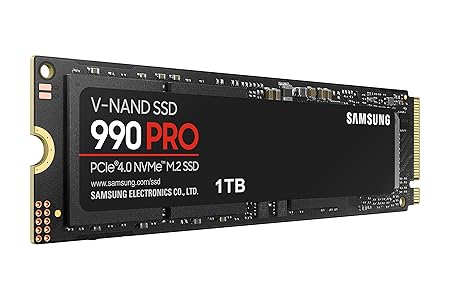 V-NAND SSD
990 PRO
PCIe®4.0 NVMe™ M.2 SSD
www.samsung.com/ssd
SAMSUNG ELECTRONICS CO., LTD.
1TB
SAMSUNG